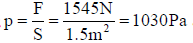 ,p = F/S = 1545N/1.5m² = 1030Pa